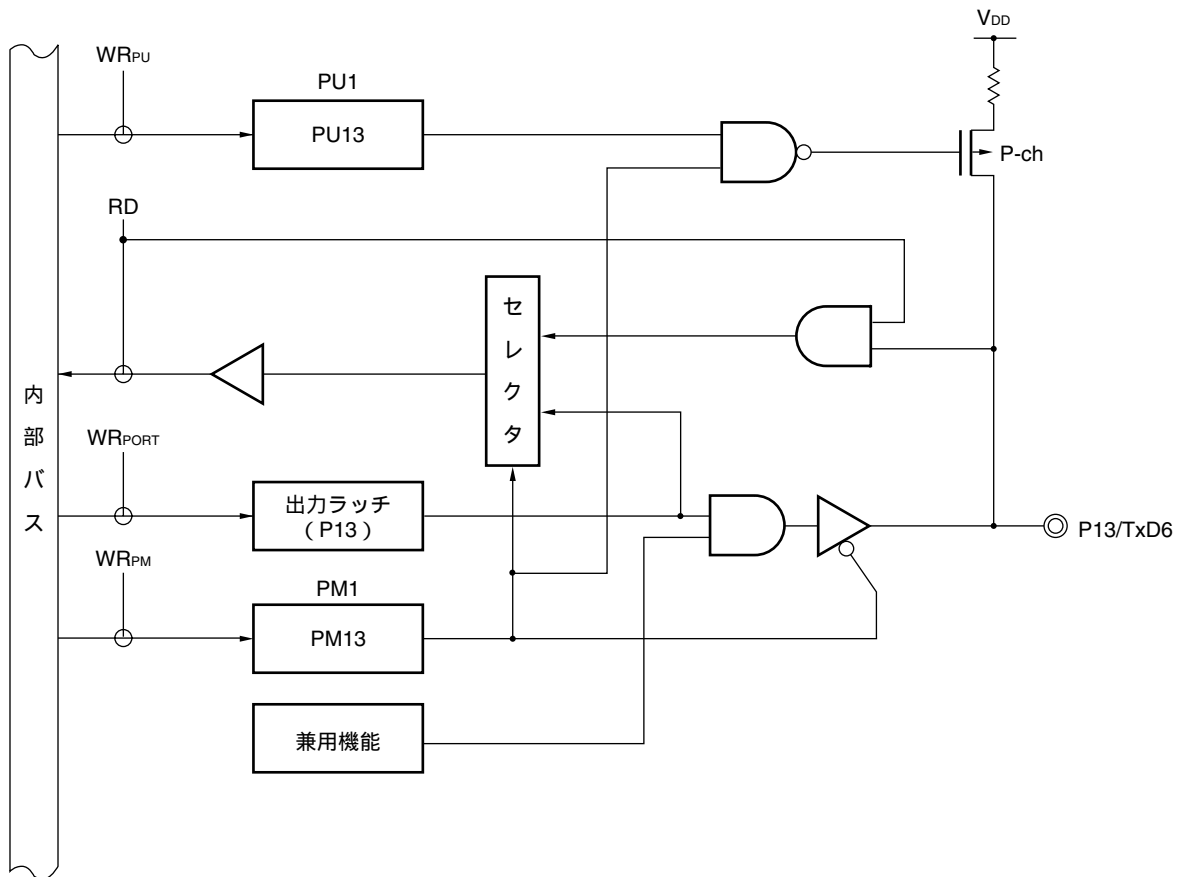 VDD
WRPU
PU1
PU13
P-ch
RD
セレクタ
内部バス
WRPORT
出力ラッチ
(P13)
P13/TxD6
WRPM
PM1
PM13
兼用機能